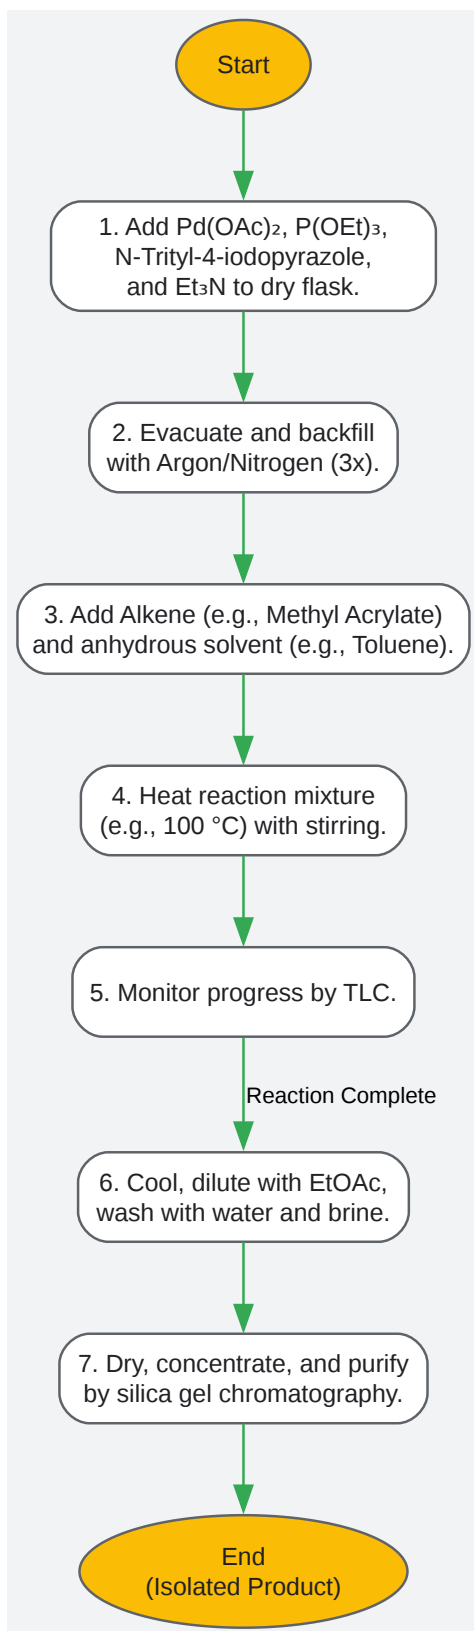 Start
1. Add Pd(OAc)₂, P(OEt)₃,
N-Trityl-4-iodopyrazole,
and Et₃N to dry flask.
2. Evacuate and backfill
with Argon/Nitrogen (3x).
3. Add Alkene (e.g., Methyl Acrylate)
and anhydrous solvent (e.g., Toluene).
4. Heat reaction mixture
(e.g., 100 °C) with stirring.
5. Monitor progress by TLC.
Reaction Complete
6. Cool, dilute with EtOAc,
wash with water and brine.
7. Dry, concentrate, and purify
by silica gel chromatography.
End
(Isolated Product)